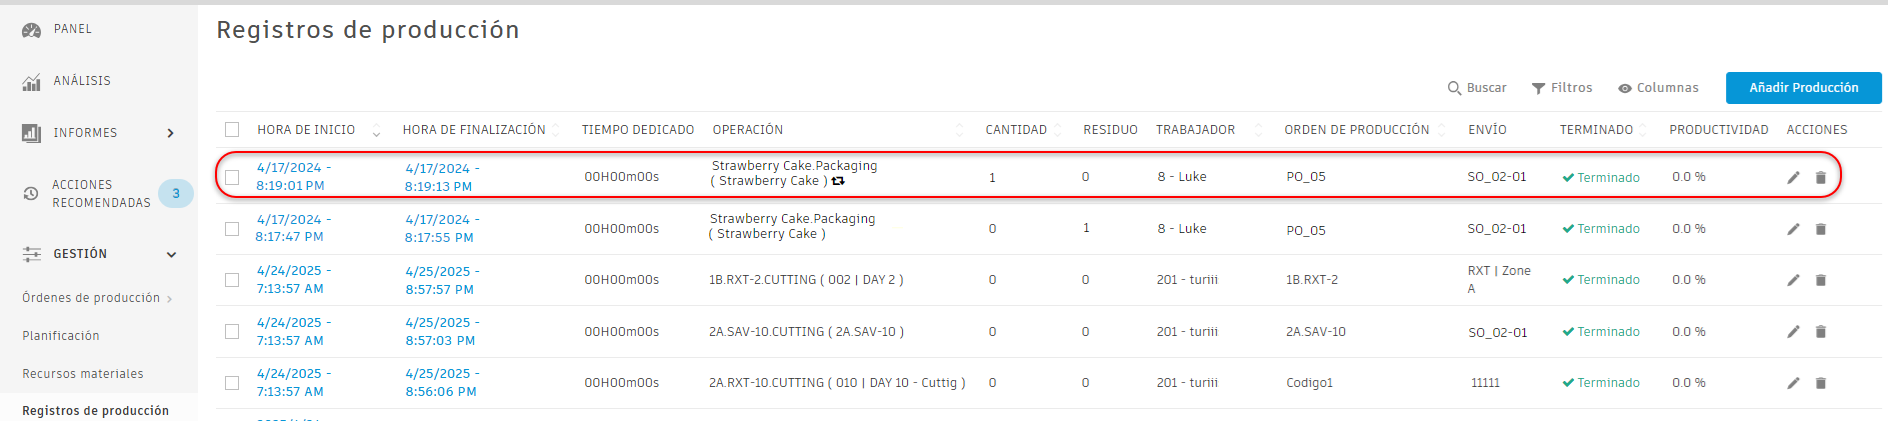 PANEL
ANÁLISIS
INFORMES
ACCIONES
RECOMENDADAS
3
GESTIÓN
Órdenes de producción
Planificación
Recursos materiales
Registros de producción
Registros de producción
Buscar Filtros Columnas Añadir Producción
HORA DE INICIO HORA DE FINALIZACIÓN TIEMPO DEDICADO OPERACIÓN CANTIDAD RESIDUO TRABAJADOR ORDEN DE PRODUCCIÓN ENVÍO TERMINADO PRODUCTIVIDAD ACCIONES
4/17/2024 - 4/17/2024 - Strawberry Cake.Packaging
8:19:01 PM 8:19:13 PM 00H00m00s ( Strawberry Cake ) 1 0 8 - Luke PO_05 SO_02-01 Terminado 0.0 %
4/17/2024 - 4/17/2024 - Strawberry Cake.Packaging
8:17:47 PM 8:17:55 PM 00H00m00s ( Strawberry Cake ) 0 1 8 - Luke PO_05 SO_02-01 Terminado 0.0 %
4/24/2025 - 4/25/2025 - RXT | Zone
7:13:57 AM 8:57:57 PM 00H00m00s 1B.RXT-2.CUTTING ( 002 | DAY 2 ) 0 0 201 - turiii 1B.RXT-2 A Terminado 0.0 %
4/24/2025 - 4/25/2025 -
7:13:57 AM 8:57:03 PM 00H00m00s 2A.SAV-10.CUTTING ( 2A.SAV-10 ) 0 0 201 - turiii 2A.SAV-10 SO_02-01 Terminado 0.0 %
4/24/2025 - 4/25/2025 -
7:13:57 AM 8:56:06 PM 00H00m00s 2A.RXT-10.CUTTING ( 010 | DAY 10 - Cuttig ) 0 0 201 - turiii Codigo1 11111 Terminado 0.0 %